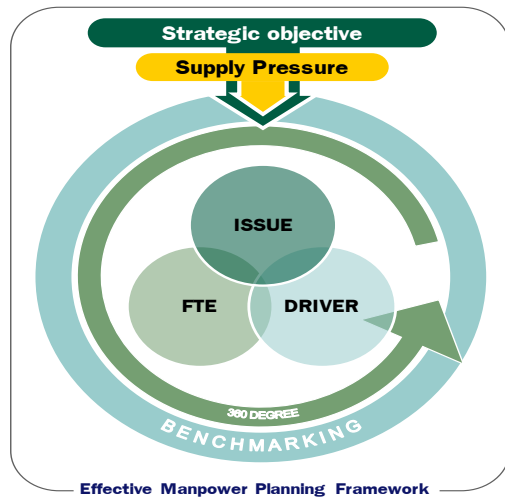 Strategic objective
Supply Pressure
ISSUE
FTE
DRIVER
360 DEGREE
BENCHMARKING
Effective Manpower Planning Framework